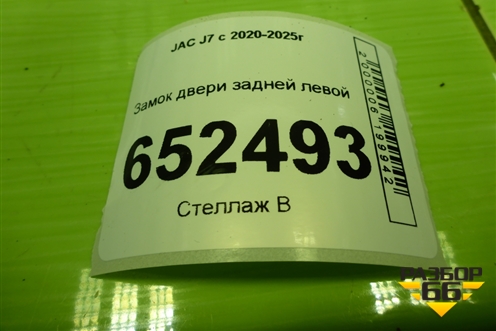 JAC J7 с 2020-2025г
Замок двери задней левой
652493
Стеллаж В
2000006199942
РАЗБОР
66